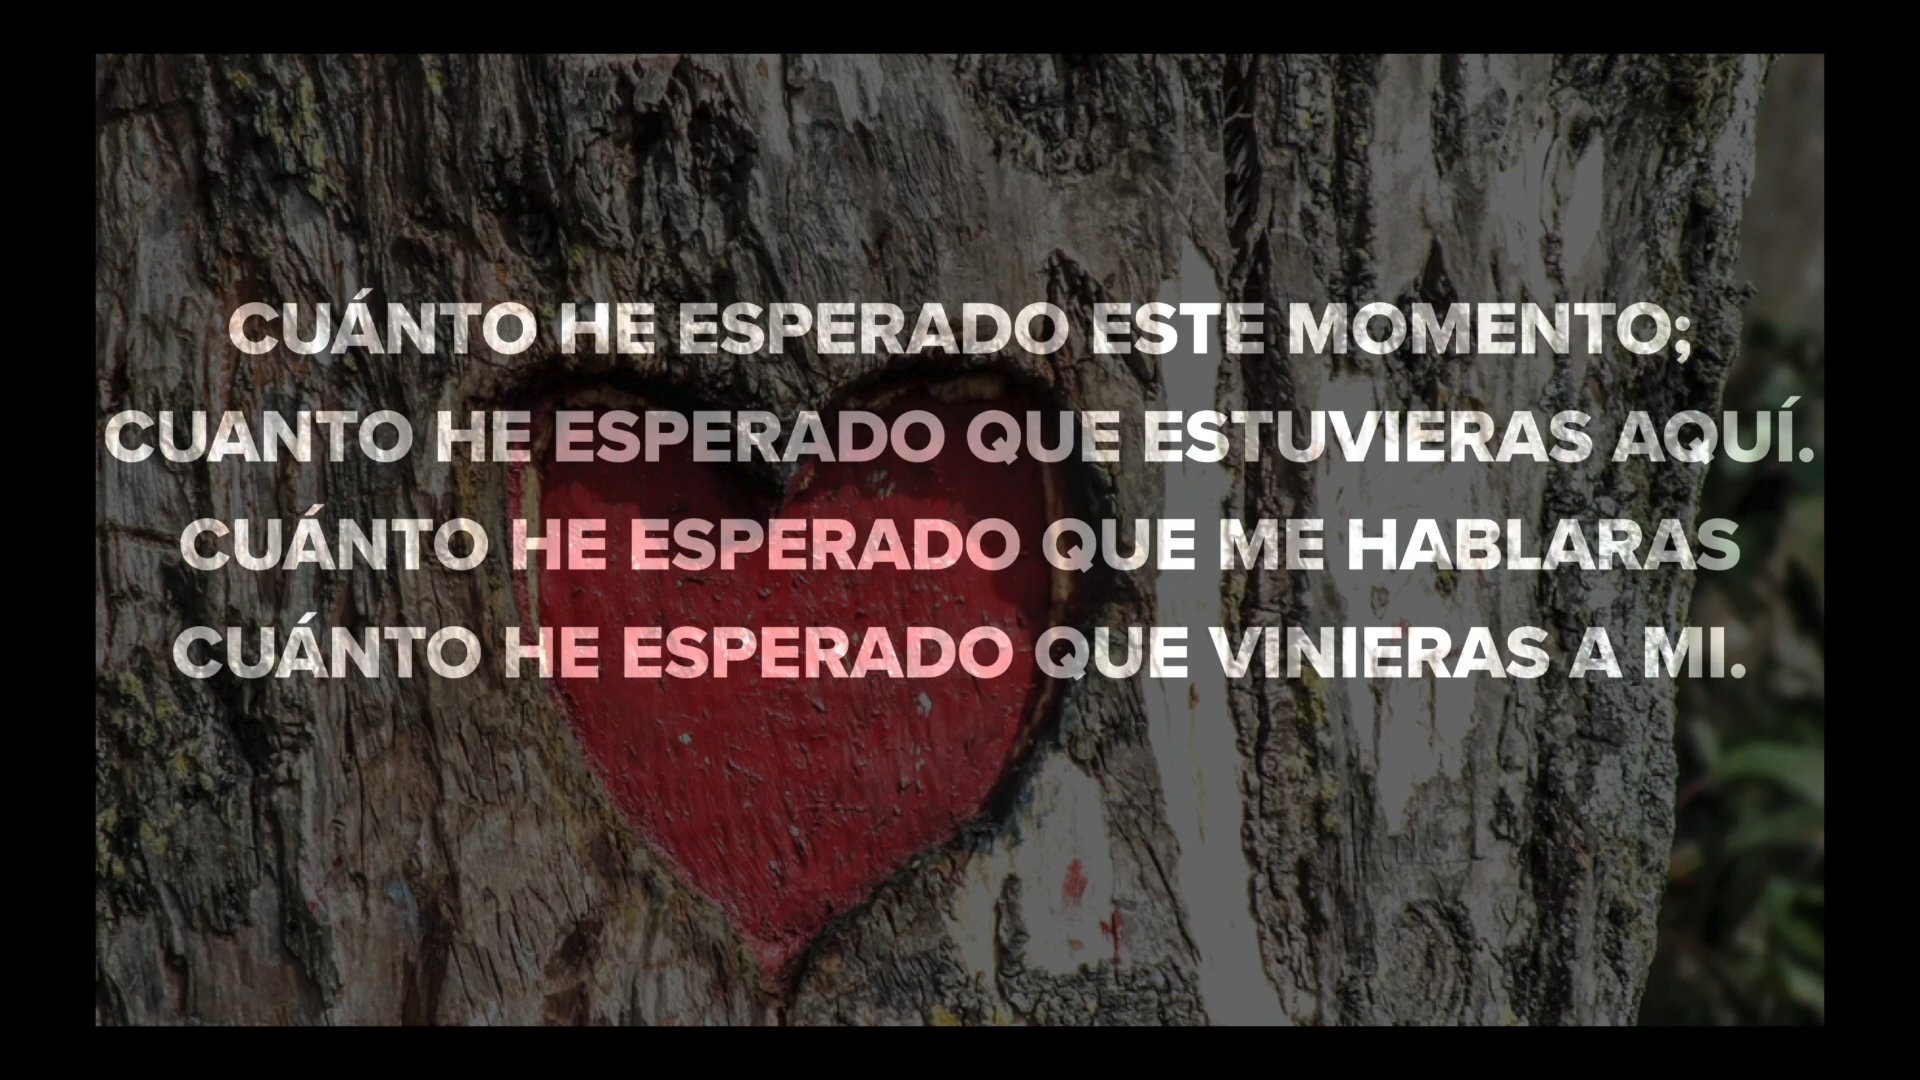 CUÁNTO HE ESPERADO ESTE MOMENTO;
CUANTO HE ESPERADO QUE ESTUVIERAS AQUÍ.
CUÁNTO HE ESPERADO QUE ME HABLARAS
CUÁNTO HE ESPERADO QUE VINIERAS A MI.